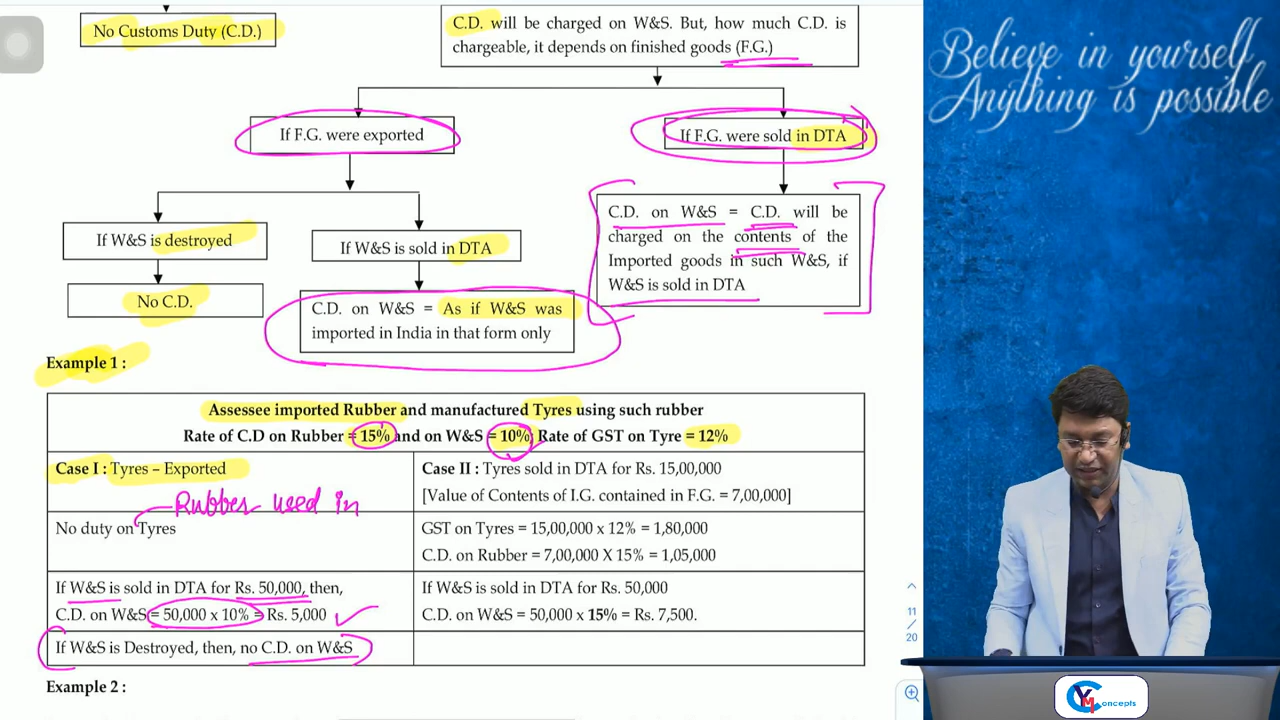 No Customs Duty (C.D.)
C.D. will be charged on W&S. But, how much C.D. is
chargeable, it depends on finished goods (F.G.)
If F.G. were exported
If F.G. were sold in DTA
If W&S is destroyed
If W&S is sold in DTA
C.D. on W&S = C.D. will be
charged on the contents of the
Imported goods in such W&S, if
W&S is sold in DTA
No C.D.
C.D. on W&S = As if W&S was
imported in India in that form only
Example 1 :
Assessee imported Rubber and manufactured Tyres using such rubber
Rate of C.D on Rubber = 15% and on W&S = 10% Rate of GST on Tyre = 12%
Case I : Tyres – Exported
Case II : Tyres sold in DTA for Rs. 15,00,000
[Value of Contents of I.G. contained in F.G. = 7,00,000]
Rubber used in
No duty on Tyres
GST on Tyres = 15,00,000 x 12% = 1,80,000
C.D. on Rubber = 7,00,000 X 15% = 1,05,000
If W&S is sold in DTA for Rs. 50,000, then,
C.D. on W&S = 50,000 x 10% = Rs. 5,000
If W&S is sold in DTA for Rs. 50,000
C.D. on W&S = 50,000 x 15% = Rs. 7,500.
If W&S is Destroyed, then, no C.D. on W&S
Example 2 :
11
/
20
Believe in yourself
Anything is possible
YM Concepts